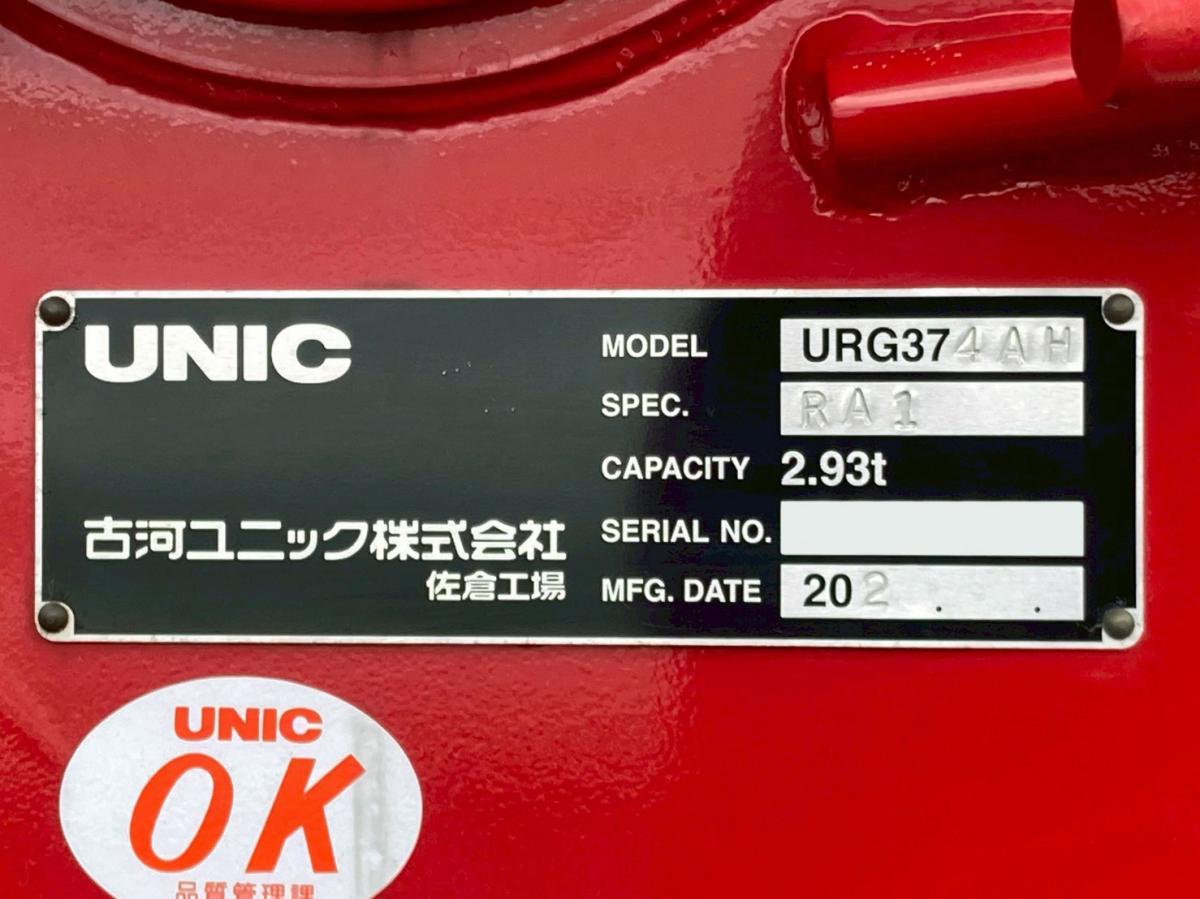 UNIC
MODEL URG374AH
SPEC. RA1
CAPACITY 2.93t
SERIAL NO.
MFG. DATE 202 . .
古河ユニック株式会社
佐倉工場
UNIC
OK
品質管理課